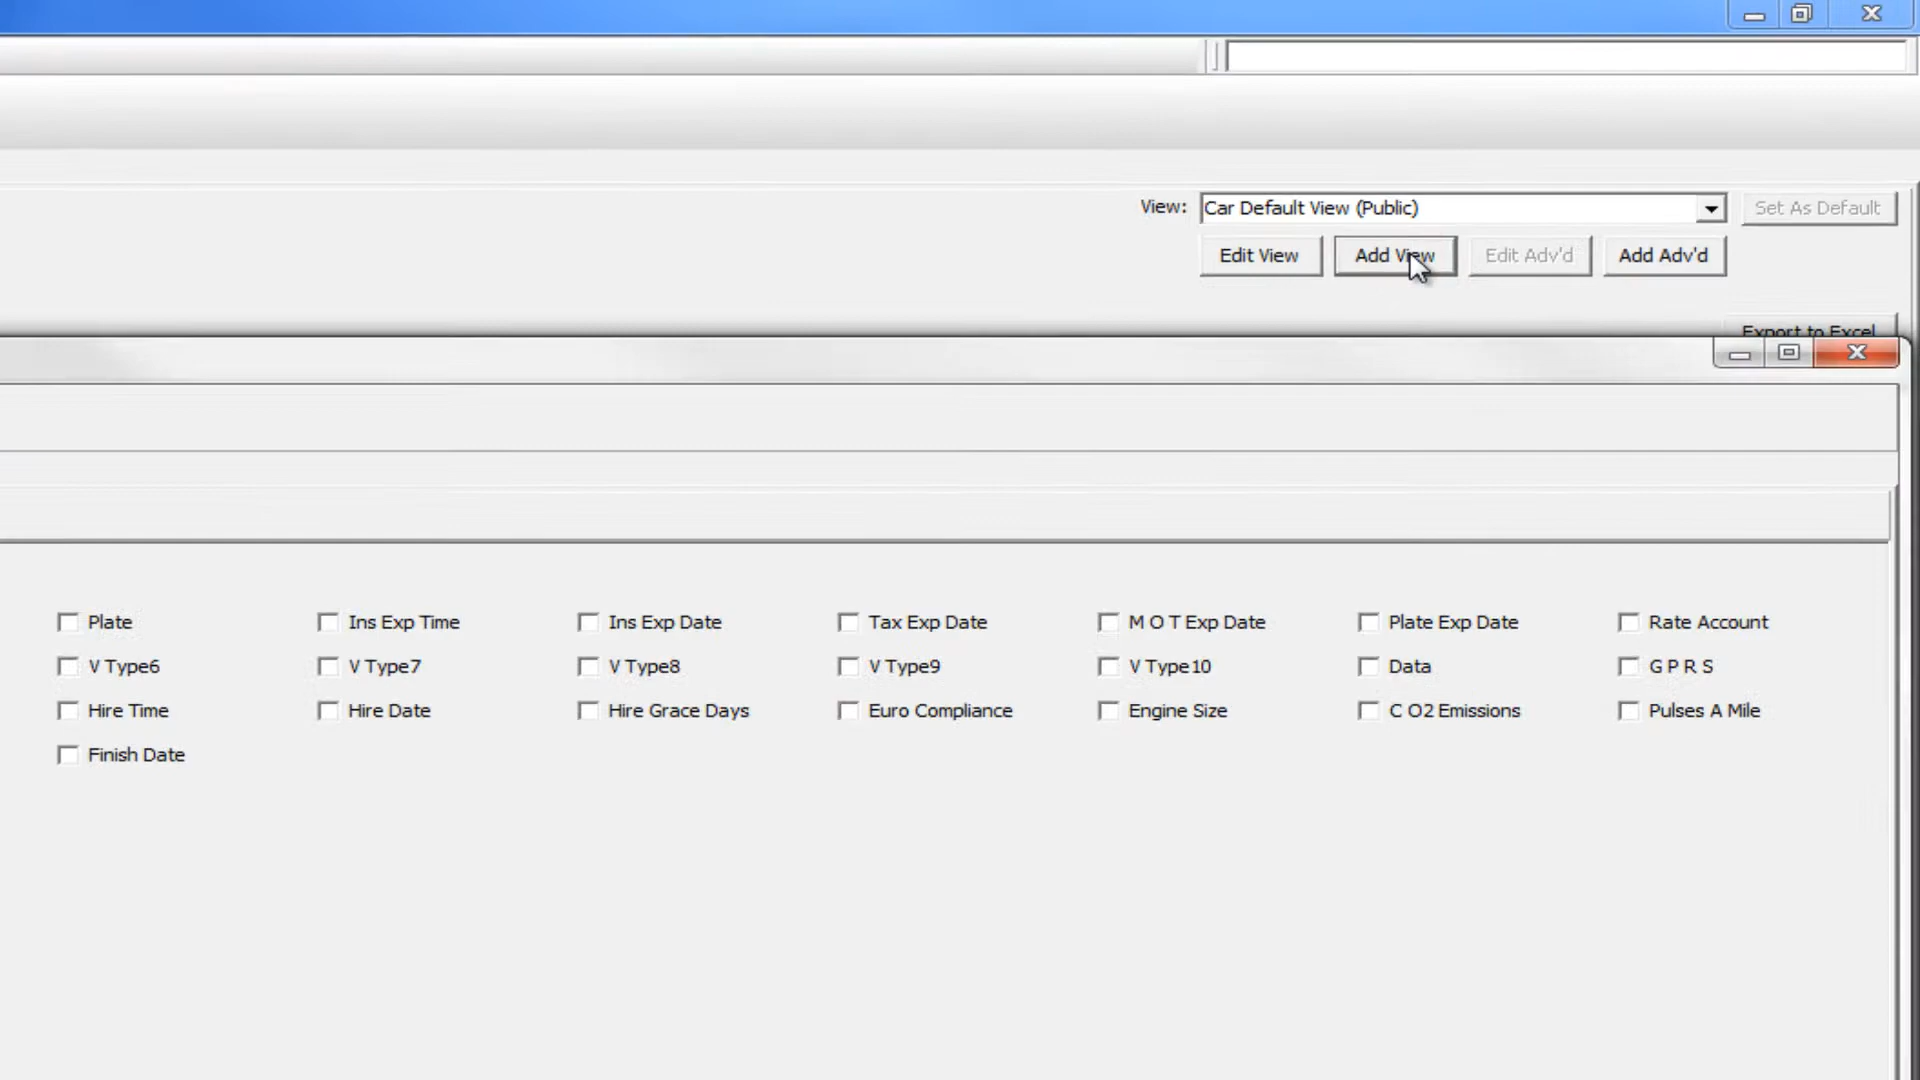 View: Car Default View (Public) Set As Default
Edit View Add View Edit Adv'd Add Adv'd
Export to Excel
Plate Ins Exp Time Ins Exp Date Tax Exp Date M O T Exp Date Plate Exp Date Rate Account
V Type6 V Type7 V Type8 V Type9 V Type10 Data G P R S
Hire Time Hire Date Hire Grace Days Euro Compliance Engine Size C O2 Emissions Pulses A Mile
Finish Date